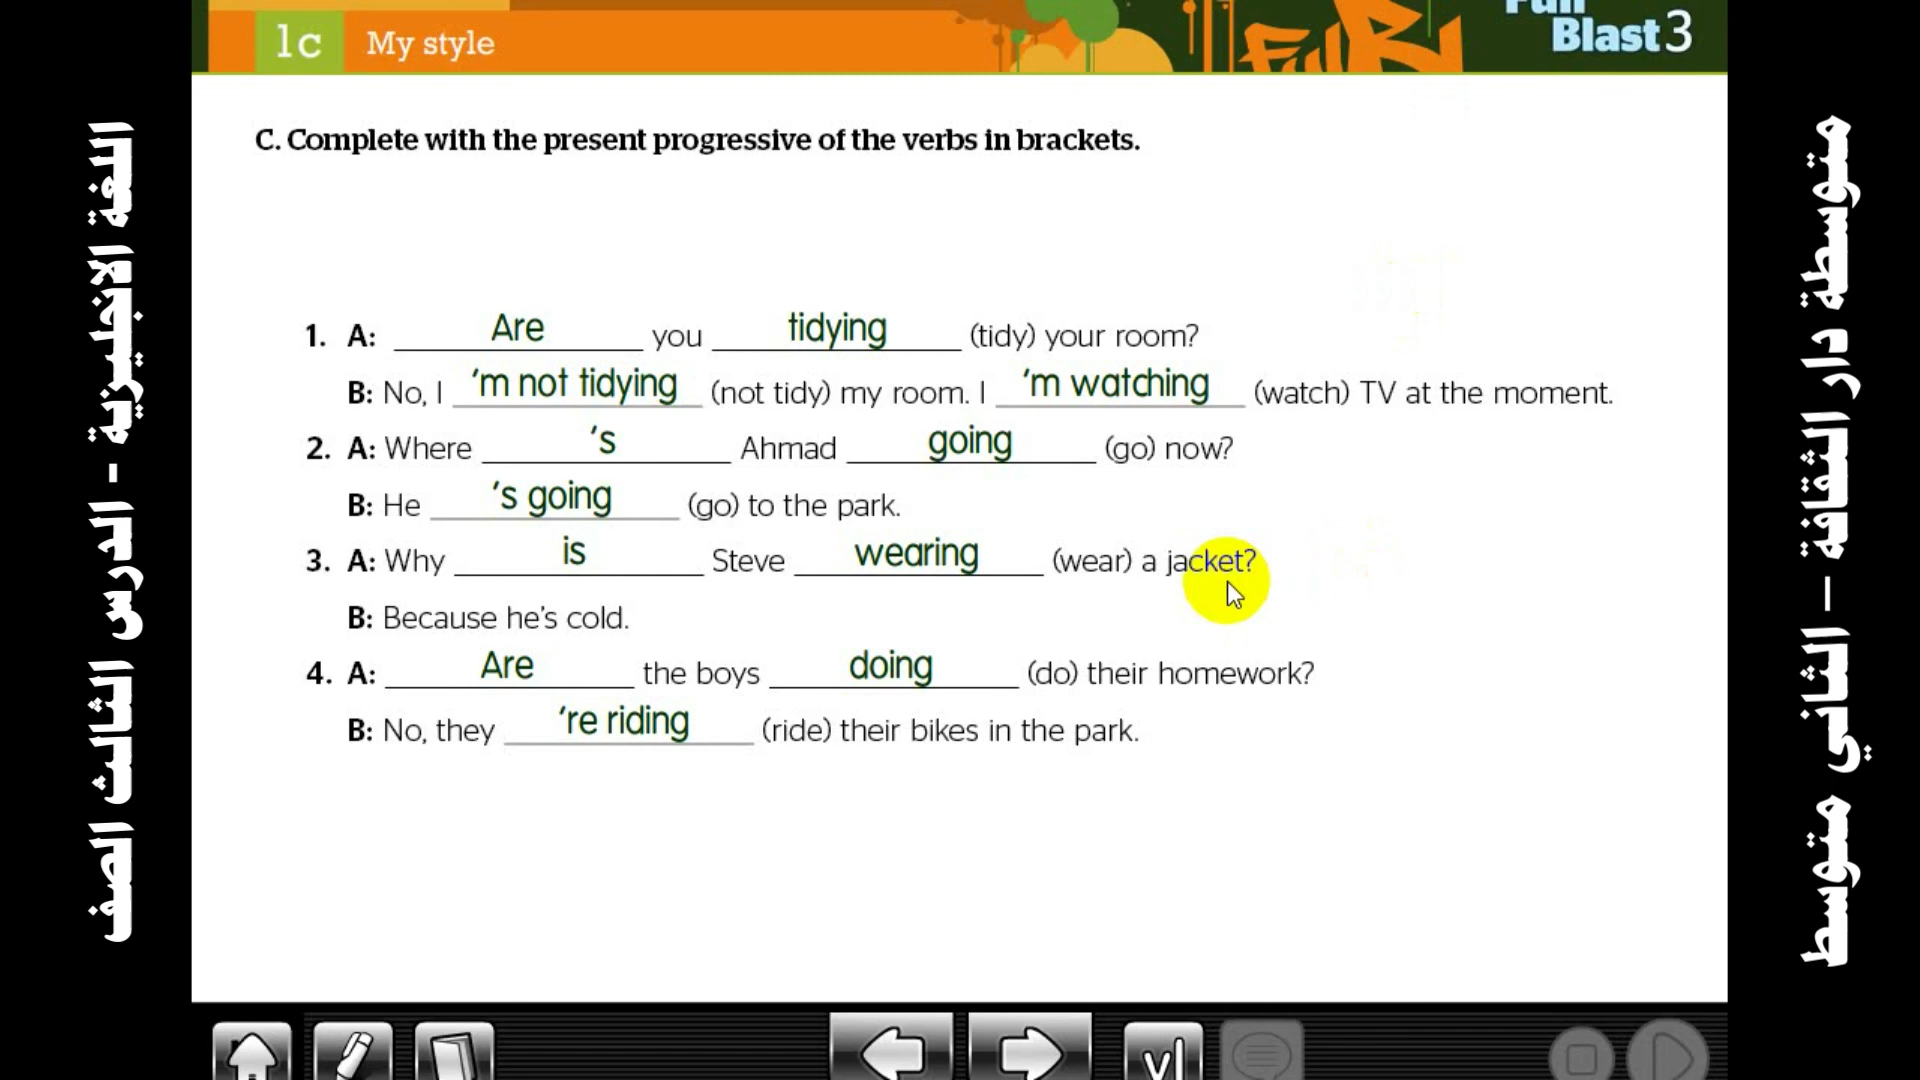 1c My style
Full
Blast 3
C. Complete with the present progressive of the verbs in brackets.
1. A: Are you tidying (tidy) your room?
B: No, I 'm not tidying (not tidy) my room. I 'm watching (watch) TV at the moment.
2. A: Where 's Ahmad going (go) now?
B: He 's going (go) to the park.
3. A: Why is Steve wearing (wear) a jacket?
B: Because he's cold.
4. A: Are the boys doing (do) their homework?
B: No, they 're riding (ride) their bikes in the park.
اللغة الانجليزية - الدرس الثالث الصف
متوسطة دار الثقافة – الثاني متوسط